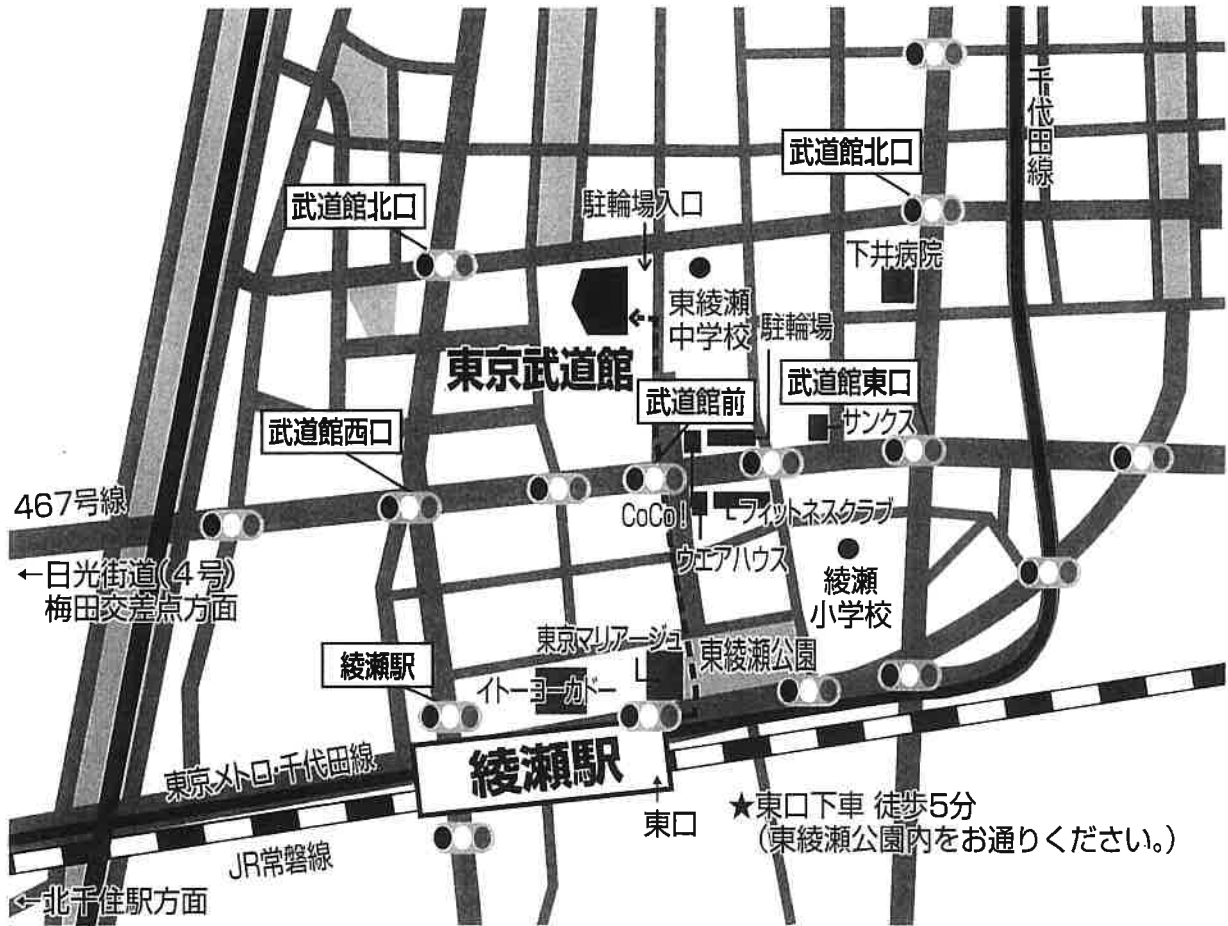 千代田線
武道館北口
武道館北口
駐輪場入口
下井病院
東綾瀬
中学校
駐輪場
東京武道館
武道館前
武道館東口
サンクス
武道館西口
467号線
CoCo!
フィットネスクラブ
ウエアハウス
←日光街道(4号)
梅田交差点方面
綾瀬
小学校
東京マリアージュ
東綾瀬公園
綾瀬駅
イトーヨーカドー
綾瀬駅
東京メトロ・千代田線
東口
★東口下車 徒歩5分
(東綾瀬公園内をお通りください。)
JR常磐線
←北千住駅方面